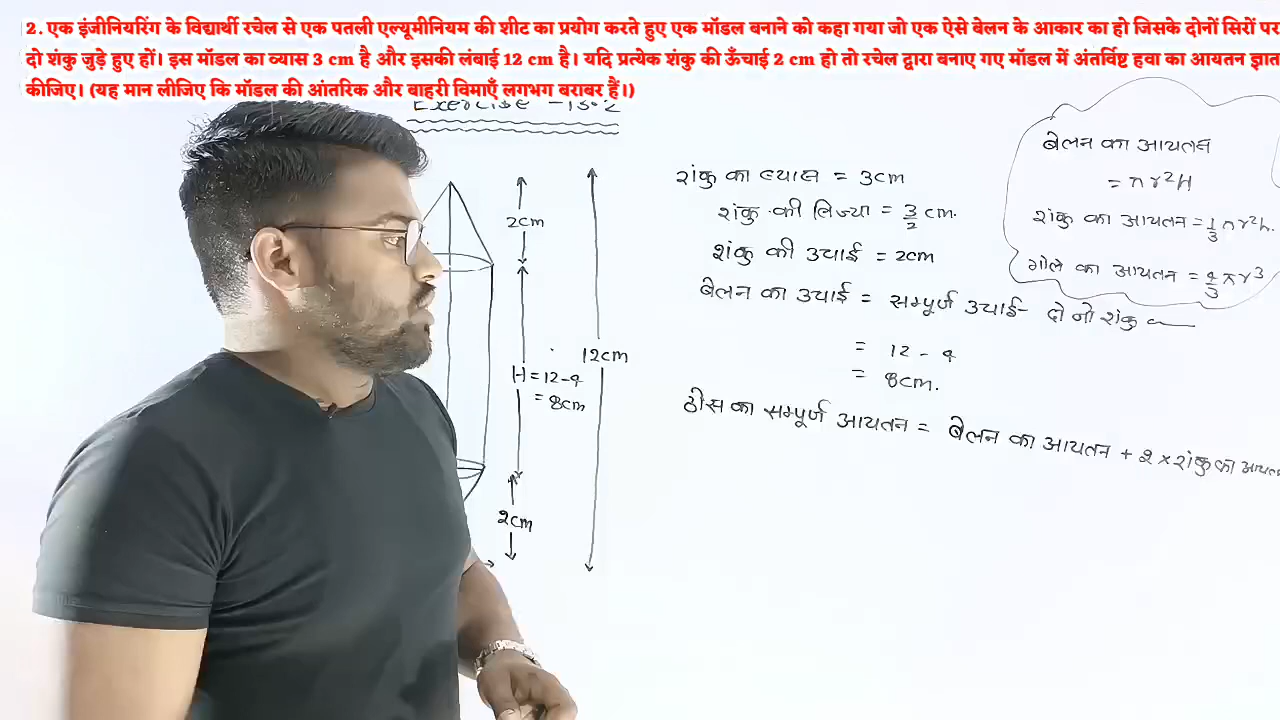 2. एक इंजीनियरिंग के विद्यार्थी रचेल से एक पतली एल्यूमीनियम की शीट का प्रयोग करते हुए एक मॉडल बनाने को कहा गया जो एक ऐसे बेलन के आकार का हो जिसके दोनों सिरों पर
दो शंकु जुड़े हुए हों। इस मॉडल का व्यास 3 cm है और इसकी लंबाई 12 cm है। यदि प्रत्येक शंकु की ऊँचाई 2 cm हो तो रचेल द्वारा बनाए गए मॉडल में अंतर्विष्ट हवा का आयतन ज्ञात
कीजिए। (यह मान लीजिए कि मॉडल की आंतरिक और बाहरी विमाएँ लगभग बराबर हैं।)
Exercise - 13.2
2cm
12cm
H = 12-4
= 8cm
2cm
शंकु का व्यास = 3cm
शंकु की त्रिज्या = 3/2 cm.
शंकु की उचाई = 2cm
बेलन का उचाई = सम्पूर्ण उचाई - दोनो शंकु
= 12 - 4
= 8cm.
ठोस का सम्पूर्ण आयतन = बेलन का आयतन + 2 × शंकु का आयतन
बेलन का आयतन
= πr²H
शंकु का आयतन = 1/3 πr²h.
गोले का आयतन = 4/3 πr³